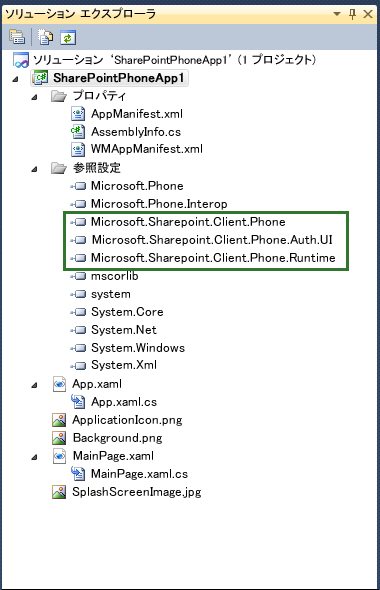 ソリューション エクスプローラ
ソリューション 'SharePointPhoneApp1' (1 プロジェクト)
SharePointPhoneApp1
プロパティ
AppManifest.xml
AssemblyInfo.cs
WMAppManifest.xml
参照設定
Microsoft.Phone
Microsoft.Phone.Interop
Microsoft.Sharepoint.Client.Phone
Microsoft.Sharepoint.Client.Phone.Auth.UI
Microsoft.Sharepoint.Client.Phone.Runtime
mscorlib
system
System.Core
System.Net
System.Windows
System.Xml
App.xaml
App.xaml.cs
ApplicationIcon.png
Background.png
MainPage.xaml
MainPage.xaml.cs
SplashScreenImage.jpg